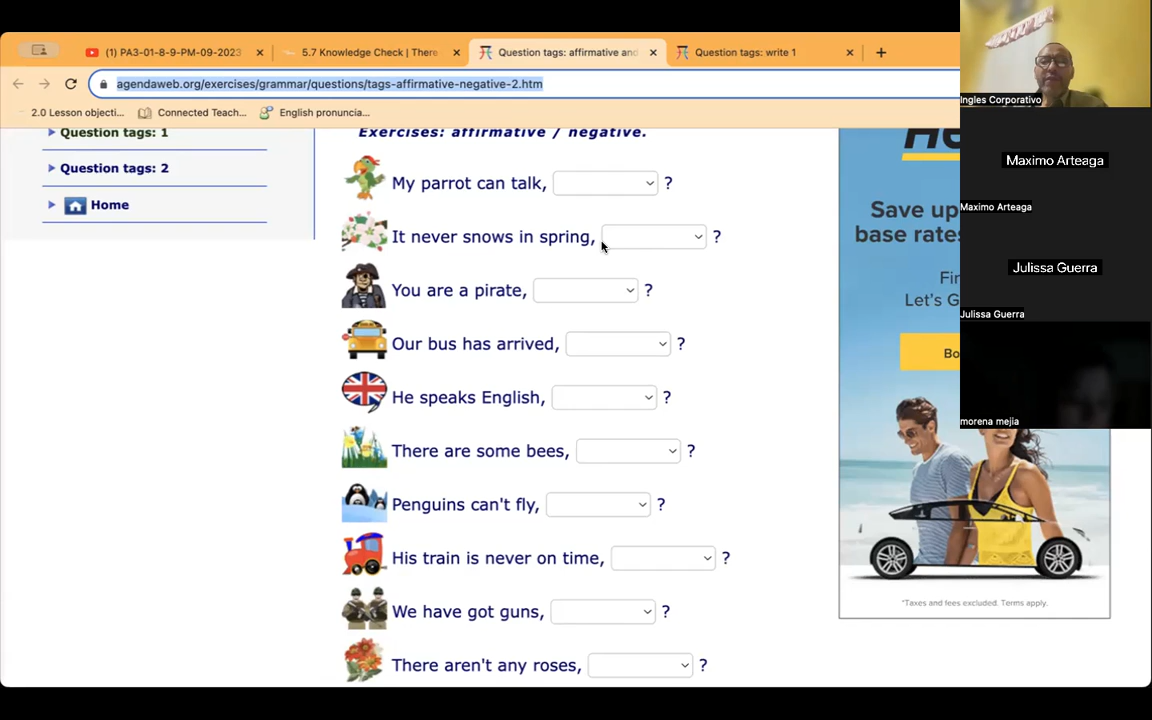 (1) PA3-01-8-9-PM-09-2023
5.7 Knowledge Check | There
Question tags: affirmative and
Question tags: write 1
agendaweb.org/exercises/grammar/questions/tags-affirmative-negative-2.htm
2.0 Lesson objecti...
Connected Teach...
English pronuncia...
Question tags: 1
Question tags: 2
Home
Exercises: affirmative / negative.
My parrot can talk, ?
It never snows in spring, ?
You are a pirate, ?
Our bus has arrived, ?
He speaks English, ?
There are some bees, ?
Penguins can't fly, ?
His train is never on time, ?
We have got guns, ?
There aren't any roses, ?
Save up
base rates
Fin
Let's G
Bo
*Taxes and fees excluded. Terms apply.
Ingles Corporativo
Maximo Arteaga
Maximo Arteaga
Julissa Guerra
Julissa Guerra
morena mejia